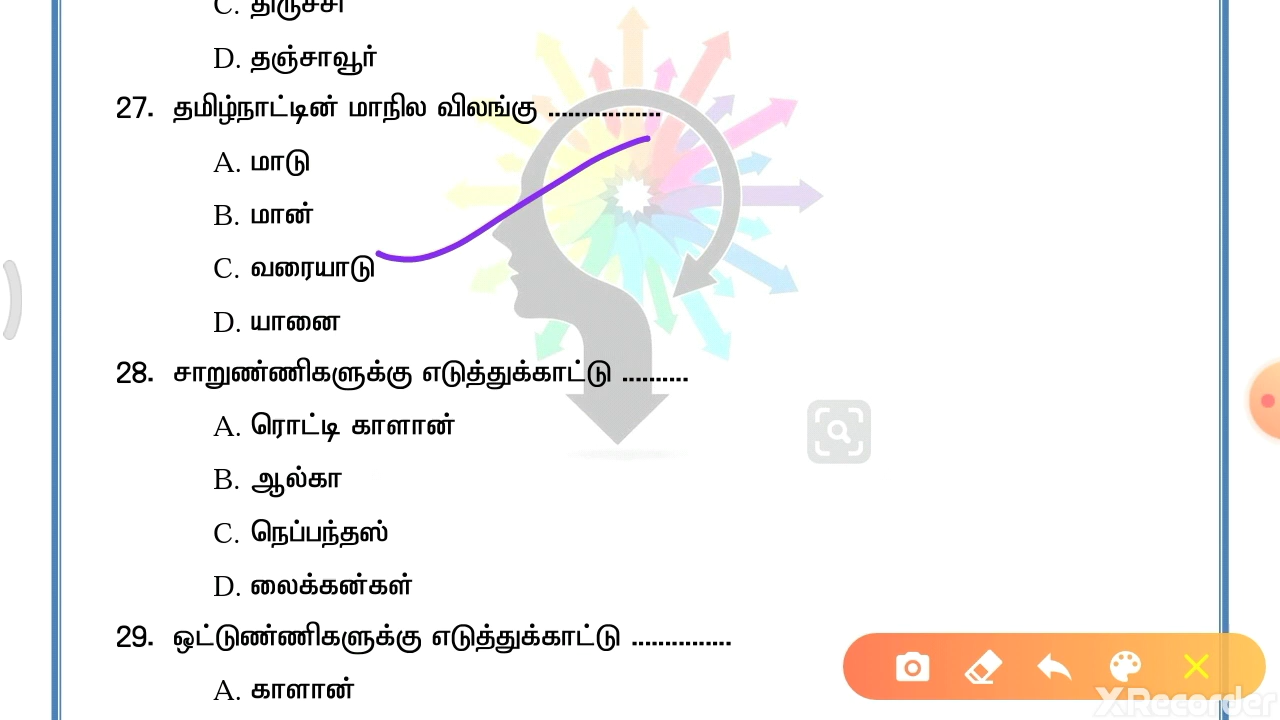 C. திருச்சி
D. தஞ்சாவூர்
27. தமிழ்நாட்டின் மாநில விலங்கு .................
A. மாடு
B. மான்
C. வரையாடு
D. யானை
28. சாறுண்ணிகளுக்கு எடுத்துக்காட்டு ..........
A. ரொட்டி காளான்
B. ஆல்கா
C. நெப்பந்தஸ்
D. லைக்கன்கள்
29. ஒட்டுண்ணிகளுக்கு எடுத்துக்காட்டு ...............
A. காளான்
XRecorder